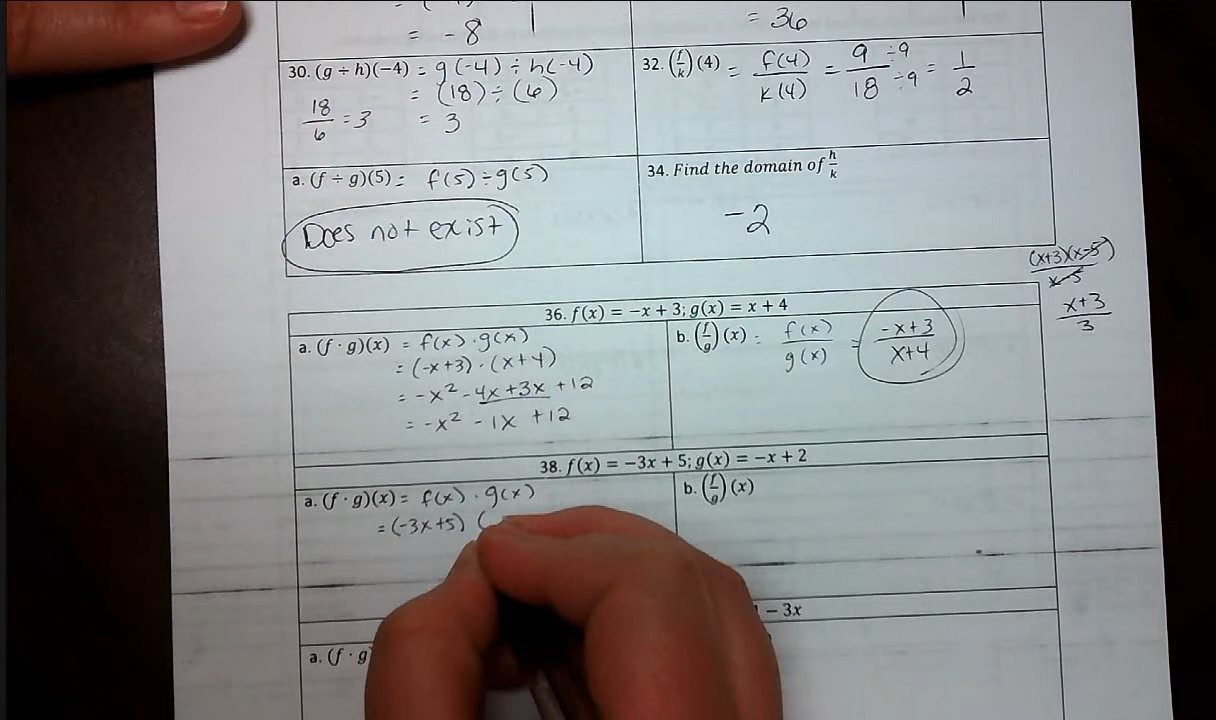 = -8
= 36
30. (g ÷ h)(−4) = g(-4) ÷ h(-4)
= (18) ÷ (6)
18/6 = 3
= 3
32. (f/k)(4) = f(4)/k(4) = 9/18 ÷9/÷9 = 1/2
a. (f ÷ g)(5) = f(5) ÷ g(5)
Does not exist
34. Find the domain of h/k
-2
(x+3)(x-5)/x-5
x+3/3
36. f(x) = −x + 3; g(x) = x + 4
a. (f · g)(x) = f(x) · g(x)
= (-x+3) · (x+4)
= -x² - 4x + 3x + 12
= -x² - 1x + 12
b. (f/g)(x) = f(x)/g(x) = -x+3/x+4
38. f(x) = −3x + 5; g(x) = −x + 2
a. (f · g)(x) = f(x) · g(x)
= (-3x+5) (
b. (f/g)(x)
− 3x
a. (f · g